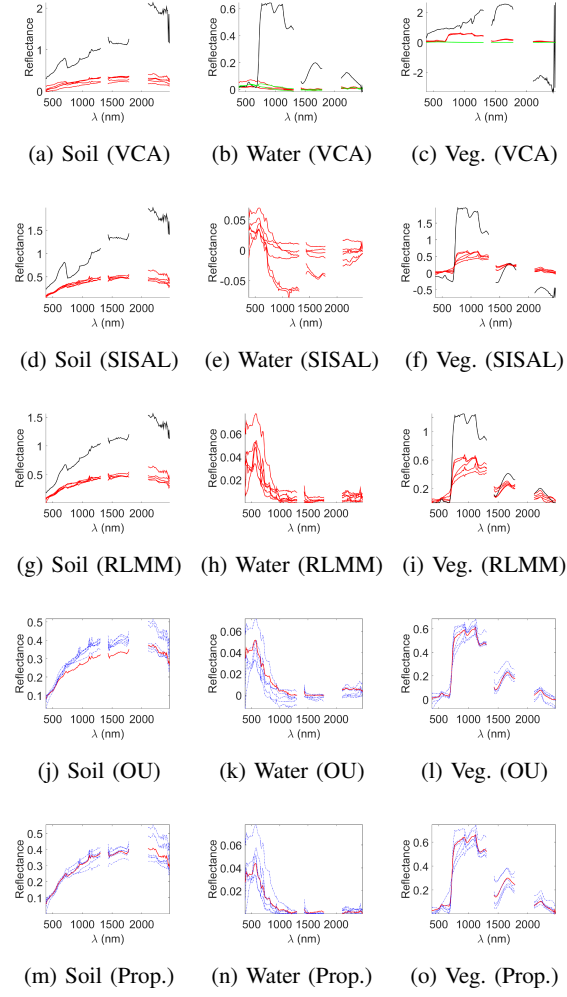 Reflectance
2
1
0
500 1000 1500 2000
λ (nm)
(a) Soil (VCA)
Reflectance
0.6
0.4
0.2
0
500 1000 1500 2000
λ (nm)
(b) Water (VCA)
Reflectance
2
0
-2
500 1000 1500 2000
λ (nm)
(c) Veg. (VCA)
Reflectance
1.5
1
0.5
500 1000 1500 2000
λ (nm)
(d) Soil (SISAL)
Reflectance
0.05
0
-0.05
500 1000 1500 2000
λ (nm)
(e) Water (SISAL)
Reflectance
1.5
1
0.5
0
-0.5
500 1000 1500 2000
λ (nm)
(f) Veg. (SISAL)
Reflectance
1.5
1
0.5
500 1000 1500 2000
λ (nm)
(g) Soil (RLMM)
Reflectance
0.06
0.04
0.02
500 1000 1500 2000
λ (nm)
(h) Water (RLMM)
Reflectance
1.2
1
0.8
0.6
0.4
0.2
0
500 1000 1500 2000
λ (nm)
(i) Veg. (RLMM)
Reflectance
0.5
0.4
0.3
0.2
0.1
500 1000 1500 2000
λ (nm)
(j) Soil (OU)
Reflectance
0.06
0.04
0.02
0
500 1000 1500 2000
λ (nm)
(k) Water (OU)
Reflectance
0.6
0.4
0.2
0
500 1000 1500 2000
λ (nm)
(l) Veg. (OU)
Reflectance
0.5
0.4
0.3
0.2
0.1
500 1000 1500 2000
λ (nm)
(m) Soil (Prop.)
Reflectance
0.06
0.04
0.02
500 1000 1500 2000
λ (nm)
(n) Water (Prop.)
Reflectance
0.6
0.4
0.2
500 1000 1500 2000
λ (nm)
(o) Veg. (Prop.)